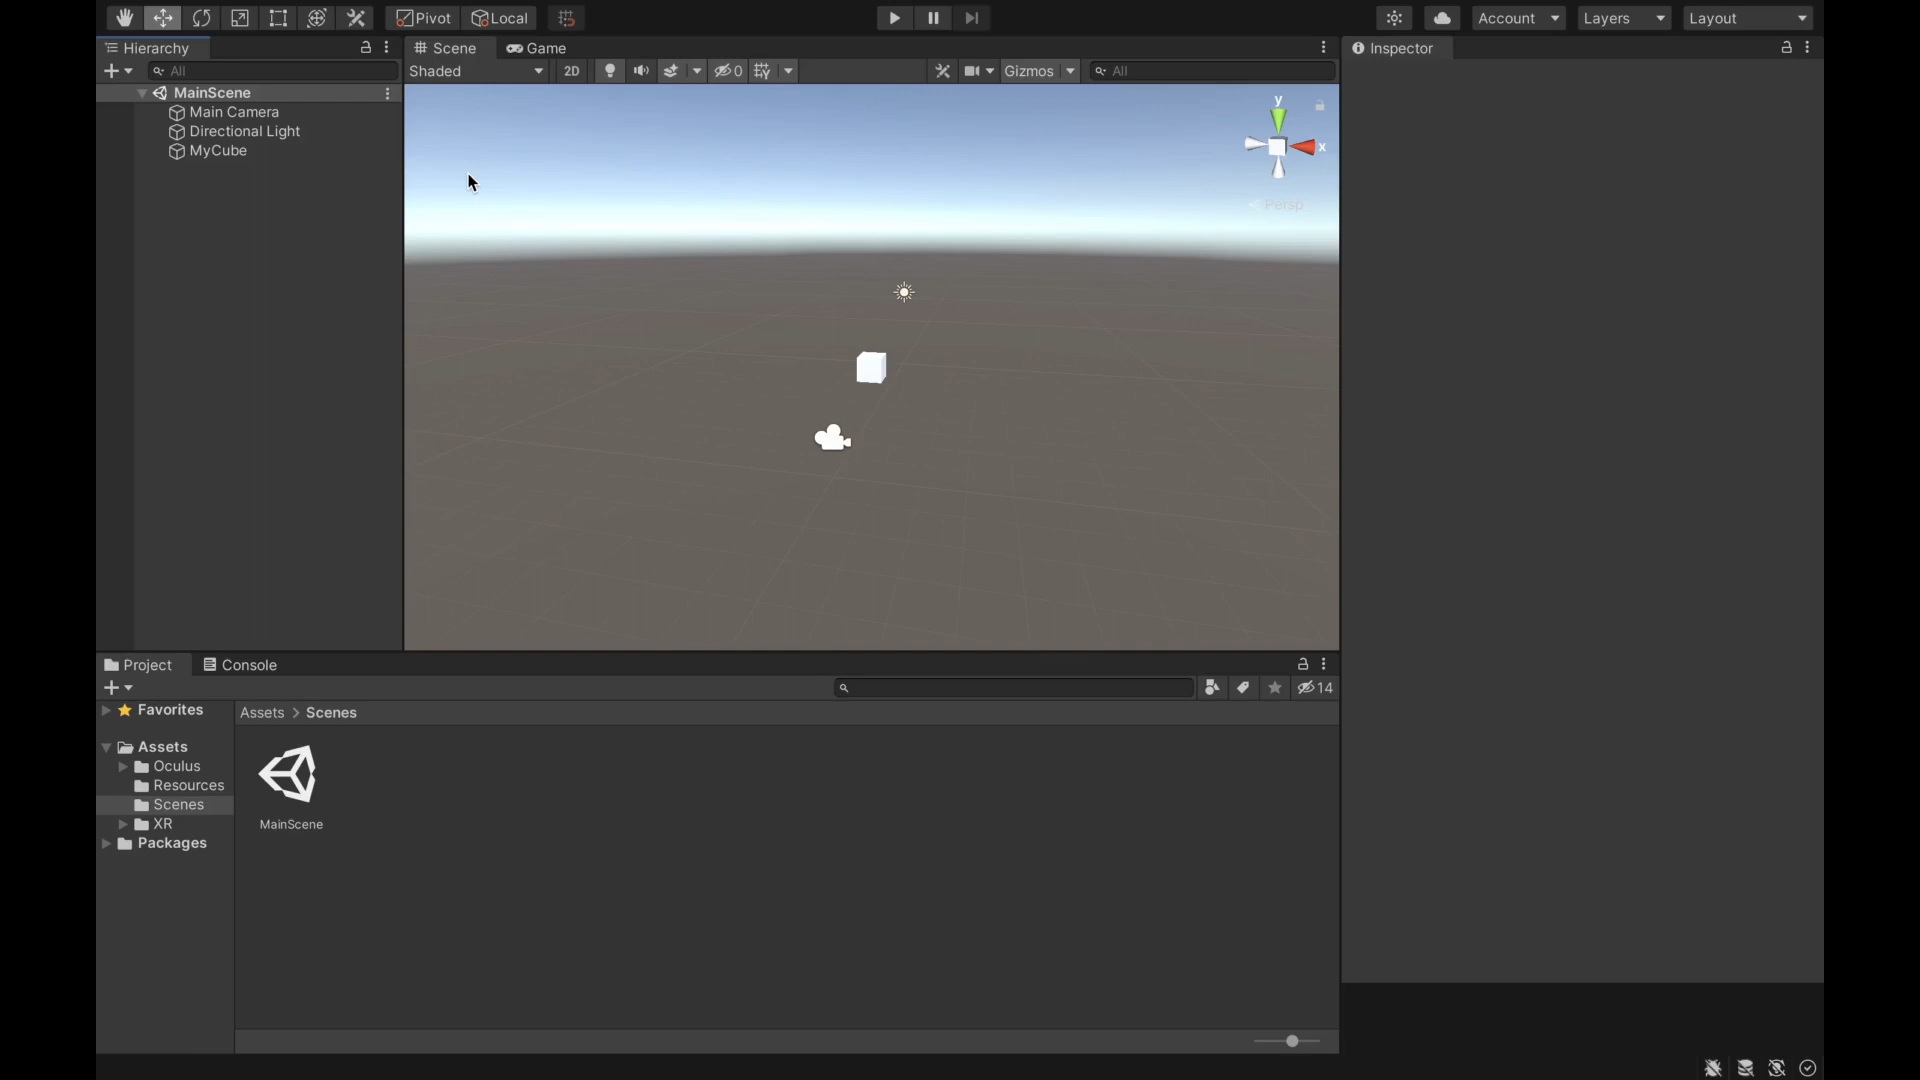 Pivot Local Account Layers Layout
Hierarchy Scene Game Inspector
All Shaded 2D 0 Gizmos All
MainScene
Main Camera
Directional Light
MyCube
y
x
Persp
Project Console
14
Favorites
Assets > Scenes
Assets
Oculus
Resources
Scenes
XR
Packages
MainScene